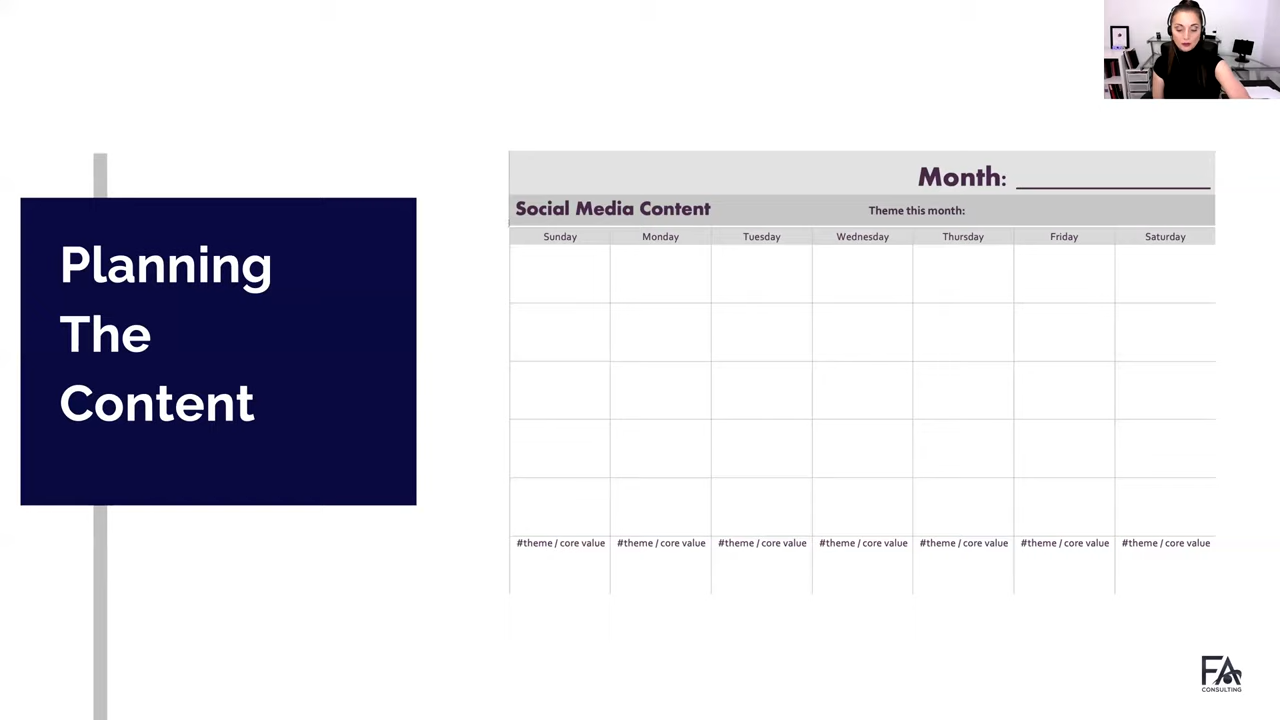 Planning
The
Content
Month:
Social Media Content
Theme this month:
Sunday Monday Tuesday Wednesday Thursday Friday Saturday
#theme / core value #theme / core value #theme / core value #theme / core value #theme / core value #theme / core value #theme / core value
FA
CONSULTING